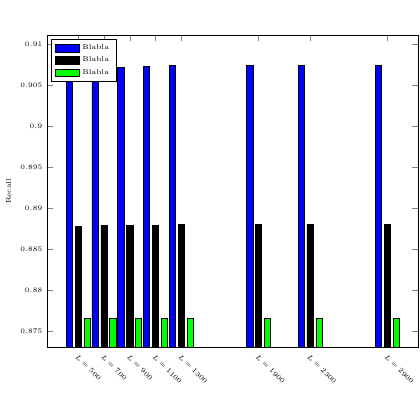 0.91
Blabla
Blabla
Blabla
0.905
0.9
0.895
0.89
0.885
0.88
0.875
Recall
L = 500
L = 700
L = 900
L = 1100
L = 1300
L = 1900
L = 2300
L = 2900